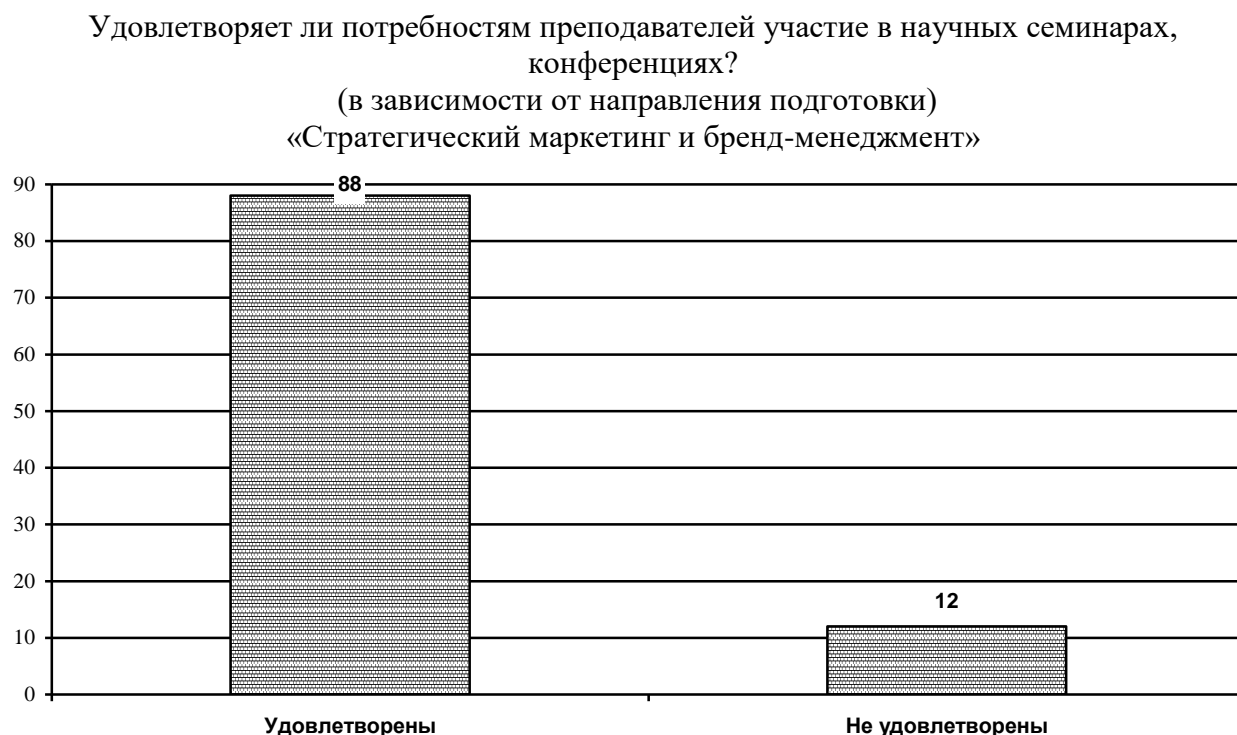 Удовлетворяет ли потребностям преподавателей участие в научных семинарах,
конференциях?
(в зависимости от направления подготовки)
«Стратегический маркетинг и бренд-менеджмент»
90
88
80
70
60
50
40
30
20
12
10
0
Удовлетворены
Не удовлетворены